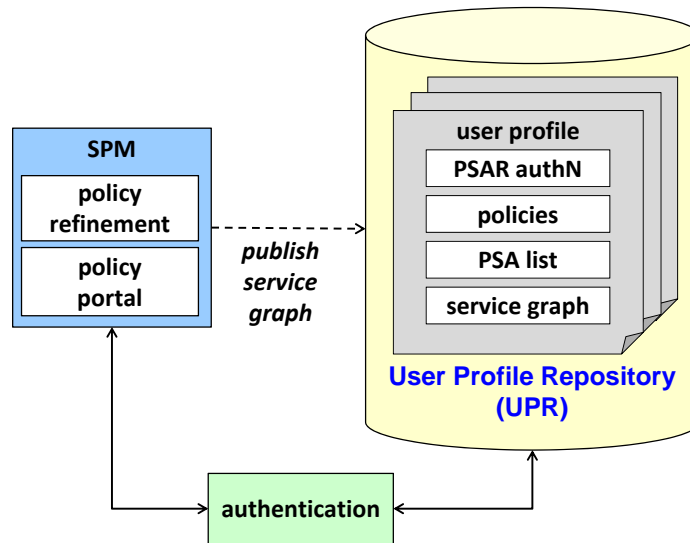 SPM
policy
refinement
policy
portal
publish
service
graph
user profile
PSAR authN
policies
PSA list
service graph
User Profile Repository
(UPR)
authentication